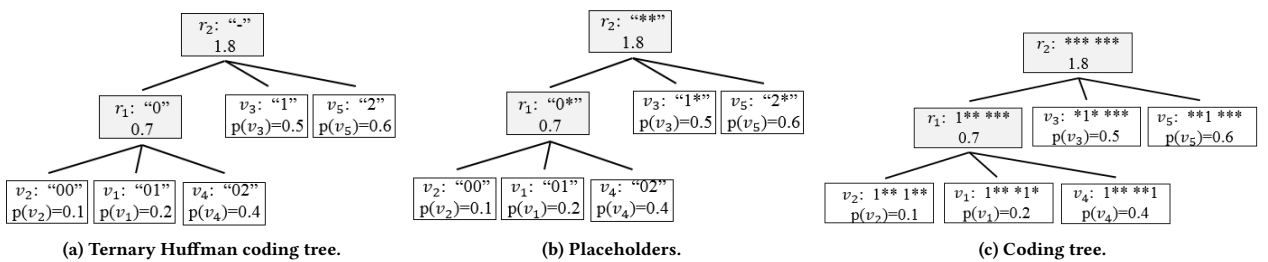 r₂: “-”
1.8
r₁: “0”
0.7
v₃: “1”
p(v₃)=0.5
v₅: “2”
p(v₅)=0.6
v₂: “00”
p(v₂)=0.1
v₁: “01”
p(v₁)=0.2
v₄: “02”
p(v₄)=0.4
(a) Ternary Huffman coding tree.
r₂: “**”
1.8
r₁: “0*”
0.7
v₃: “1*”
p(v₃)=0.5
v₅: “2*”
p(v₅)=0.6
v₂: “00”
p(v₂)=0.1
v₁: “01”
p(v₁)=0.2
v₄: “02”
p(v₄)=0.4
(b) Placeholders.
r₂: *** ***
1.8
r₁: 1** ***
0.7
v₃: *1* ***
p(v₃)=0.5
v₅: **1 ***
p(v₅)=0.6
v₂: 1** 1**
p(v₂)=0.1
v₁: 1** *1*
p(v₁)=0.2
v₄: 1** **1
p(v₄)=0.4
(c) Coding tree.